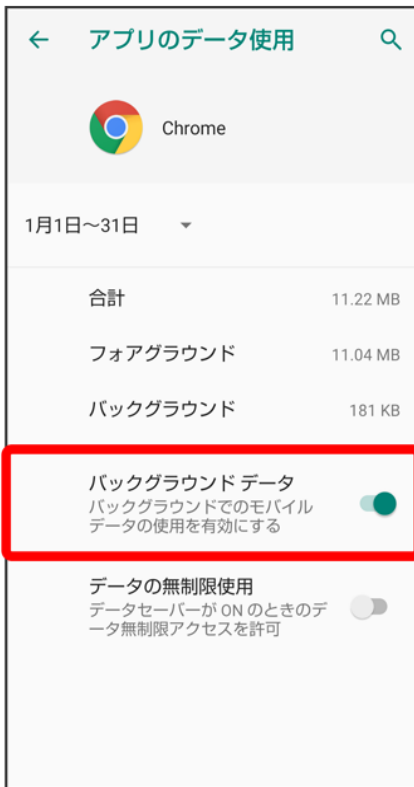 アプリのデータ使用
Chrome
1月1日～31日
合計 11.22 MB
フォアグラウンド 11.04 MB
バックグラウンド 181 KB
バックグラウンド データ
バックグラウンドでのモバイル
データの使用を有効にする
データの無制限使用
データセーバーが ON のときのデ
ータ無制限アクセスを許可